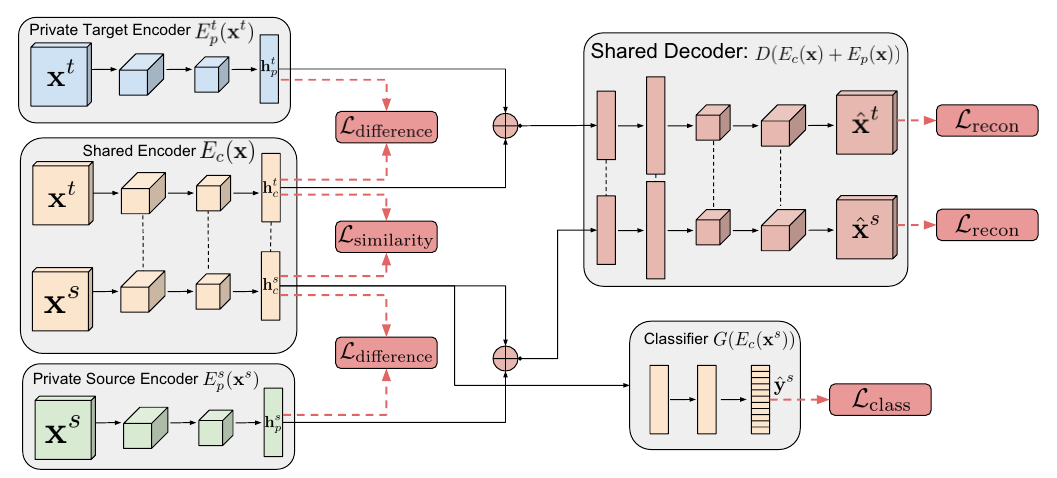 Private Target Encoder $E_p^t(\mathbf{x}^t)$
$\mathbf{x}^t$
$\mathbf{h}_p^t$
$\mathcal{L}_{\text{difference}}$
Shared Encoder $E_c(\mathbf{x})$
$\mathbf{x}^t$
$\mathbf{h}_c^t$
$\mathcal{L}_{\text{similarity}}$
$\mathbf{x}^s$
$\mathbf{h}_c^s$
$\mathcal{L}_{\text{difference}}$
Private Source Encoder $E_p^s(\mathbf{x}^s)$
$\mathbf{x}^s$
$\mathbf{h}_p^s$
Shared Decoder: $D(E_c(\mathbf{x}) + E_p(\mathbf{x}))$
$\hat{\mathbf{x}}^t$
$\mathcal{L}_{\text{recon}}$
$\hat{\mathbf{x}}^s$
$\mathcal{L}_{\text{recon}}$
Classifier $G(E_c(\mathbf{x}^s))$
$\hat{\mathbf{y}}^s$
$\mathcal{L}_{\text{class}}$